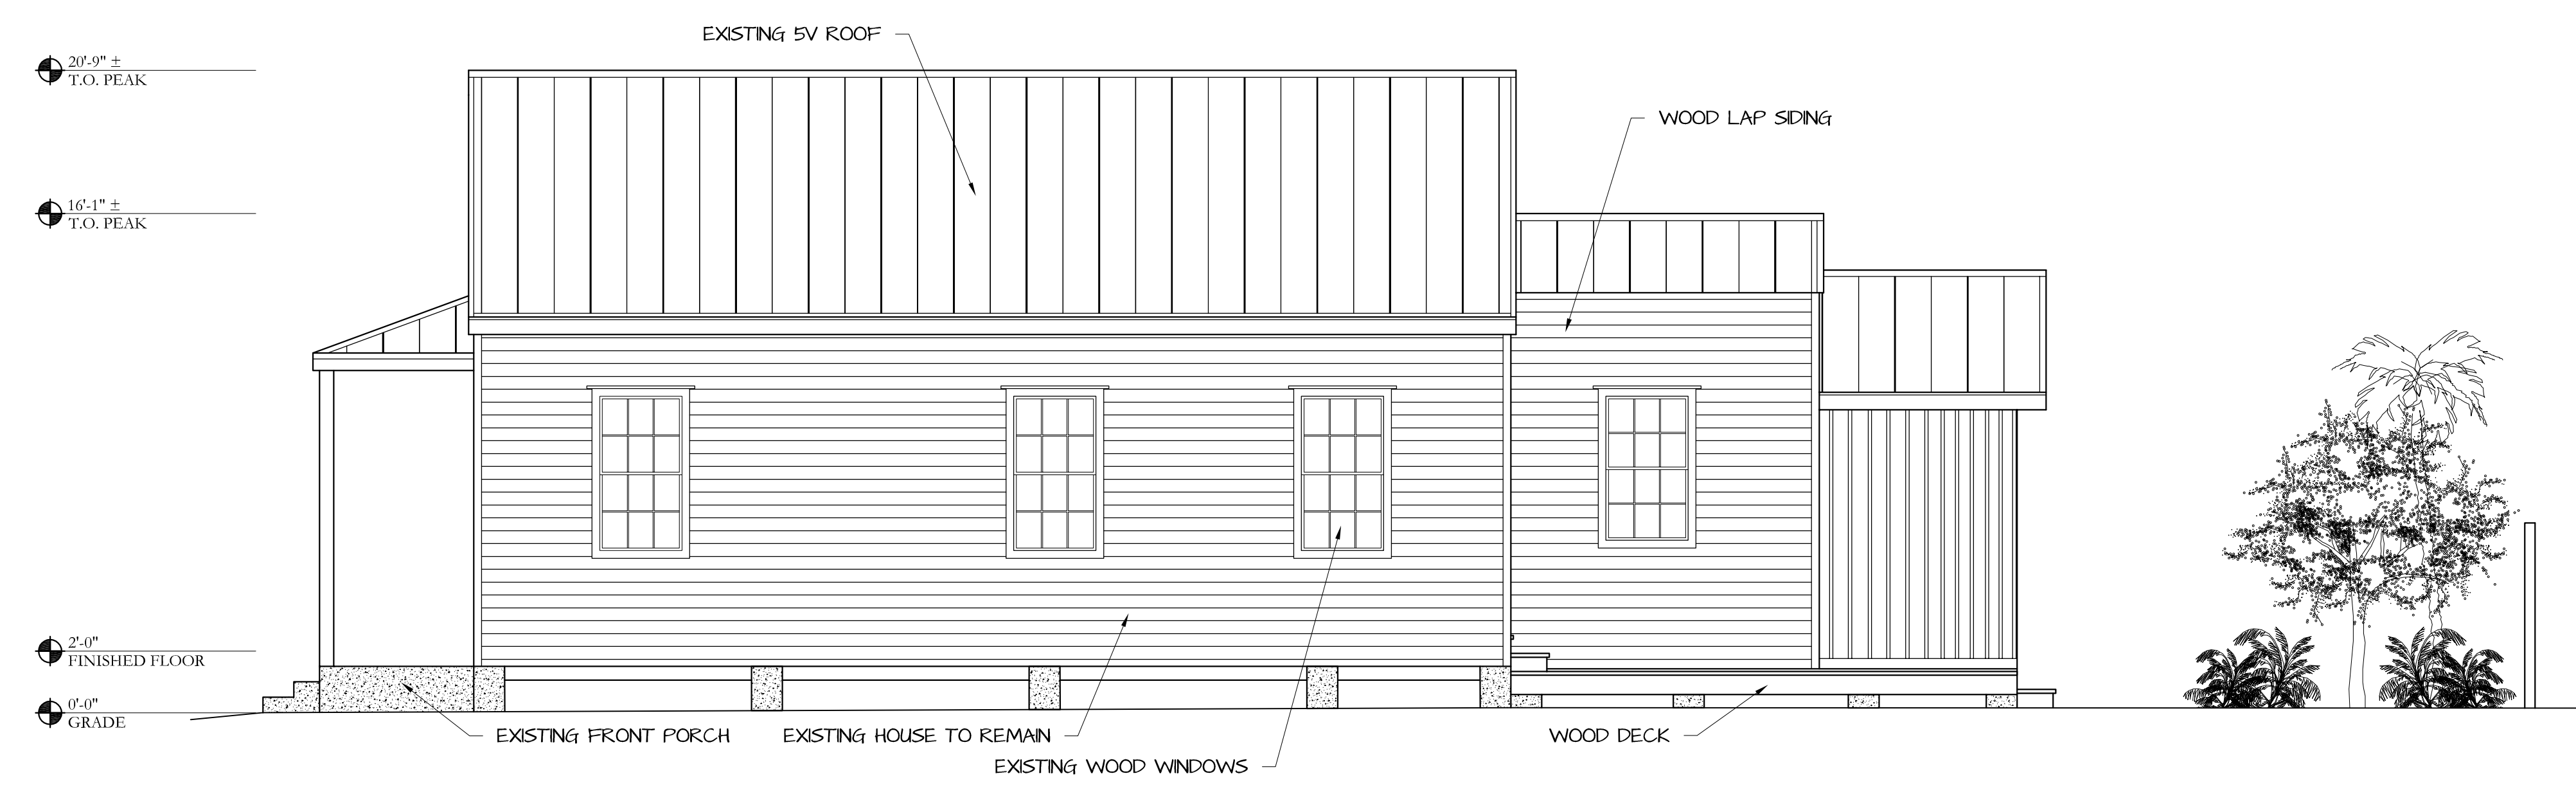 EXISTING 5V ROOF
20'-9" ±
T.O. PEAK
WOOD LAP SIDING
16'-1" ±
T.O. PEAK
2'-0"
FINISHED FLOOR
0'-0"
GRADE
EXISTING FRONT PORCH
EXISTING HOUSE TO REMAIN
WOOD DECK
EXISTING WOOD WINDOWS